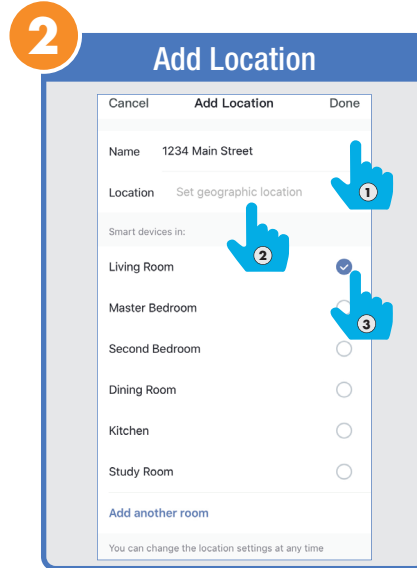 2
Add Location
Cancel Add Location Done
Name 1234 Main Street
1
Location Set geographic location
2
Smart devices in:
Living Room
3
Master Bedroom
Second Bedroom
Dining Room
Kitchen
Study Room
Add another room
You can change the location settings at any time